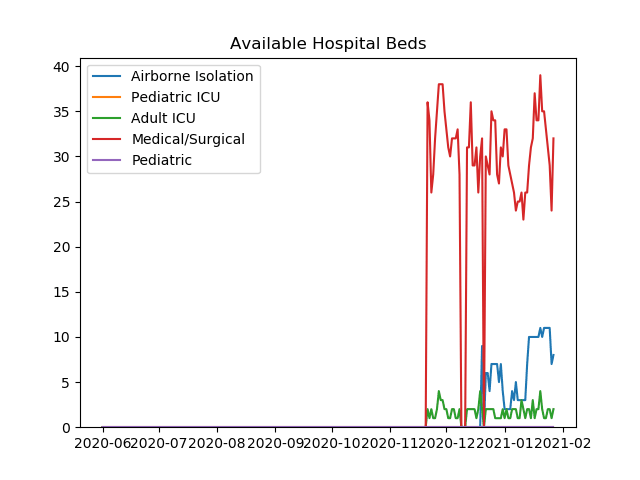 Available Hospital Beds
40
35
30
25
20
15
10
5
0
Airborne Isolation
Pediatric ICU
Adult ICU
Medical/Surgical
Pediatric
2020-06 2020-07 2020-08 2020-09 2020-10 2020-11 2020-12 2021-01 2021-02